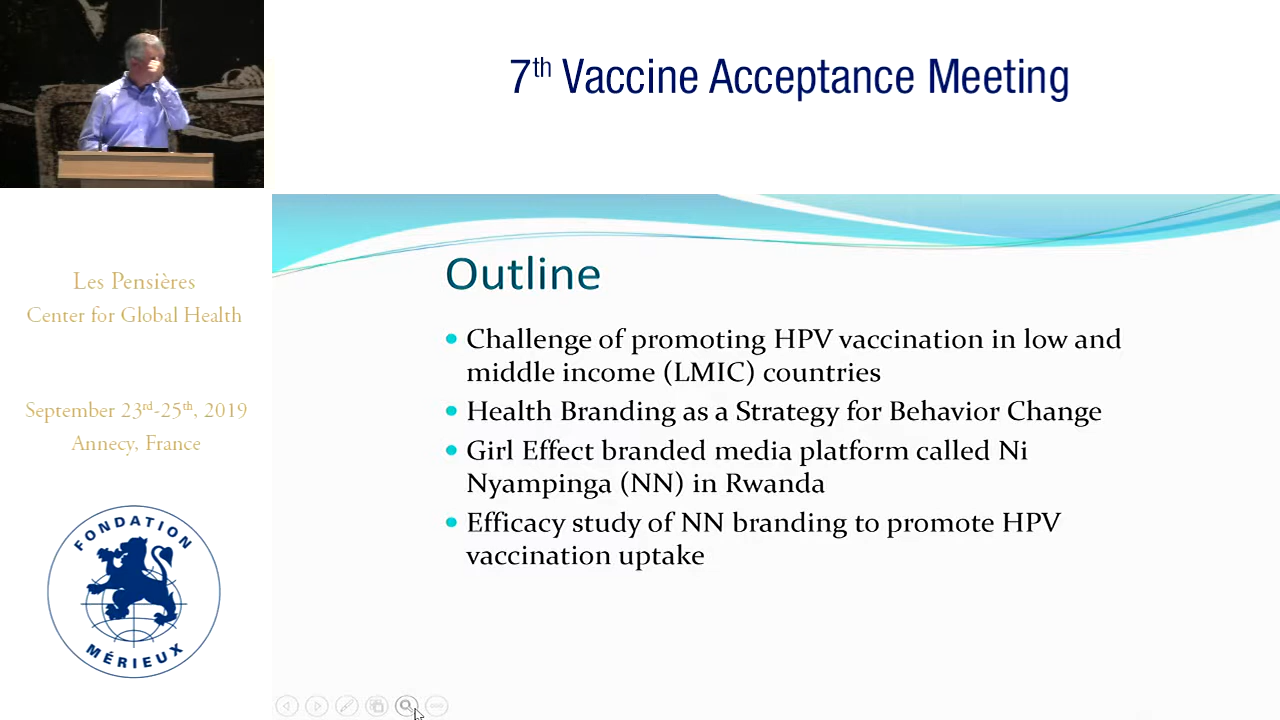 7th Vaccine Acceptance Meeting
Les Pensières
Center for Global Health
September 23rd-25th, 2019
Annecy, France
FONDATION
MÉRIEUX
Outline
• Challenge of promoting HPV vaccination in low and
middle income (LMIC) countries
• Health Branding as a Strategy for Behavior Change
• Girl Effect branded media platform called Ni
Nyampinga (NN) in Rwanda
• Efficacy study of NN branding to promote HPV
vaccination uptake